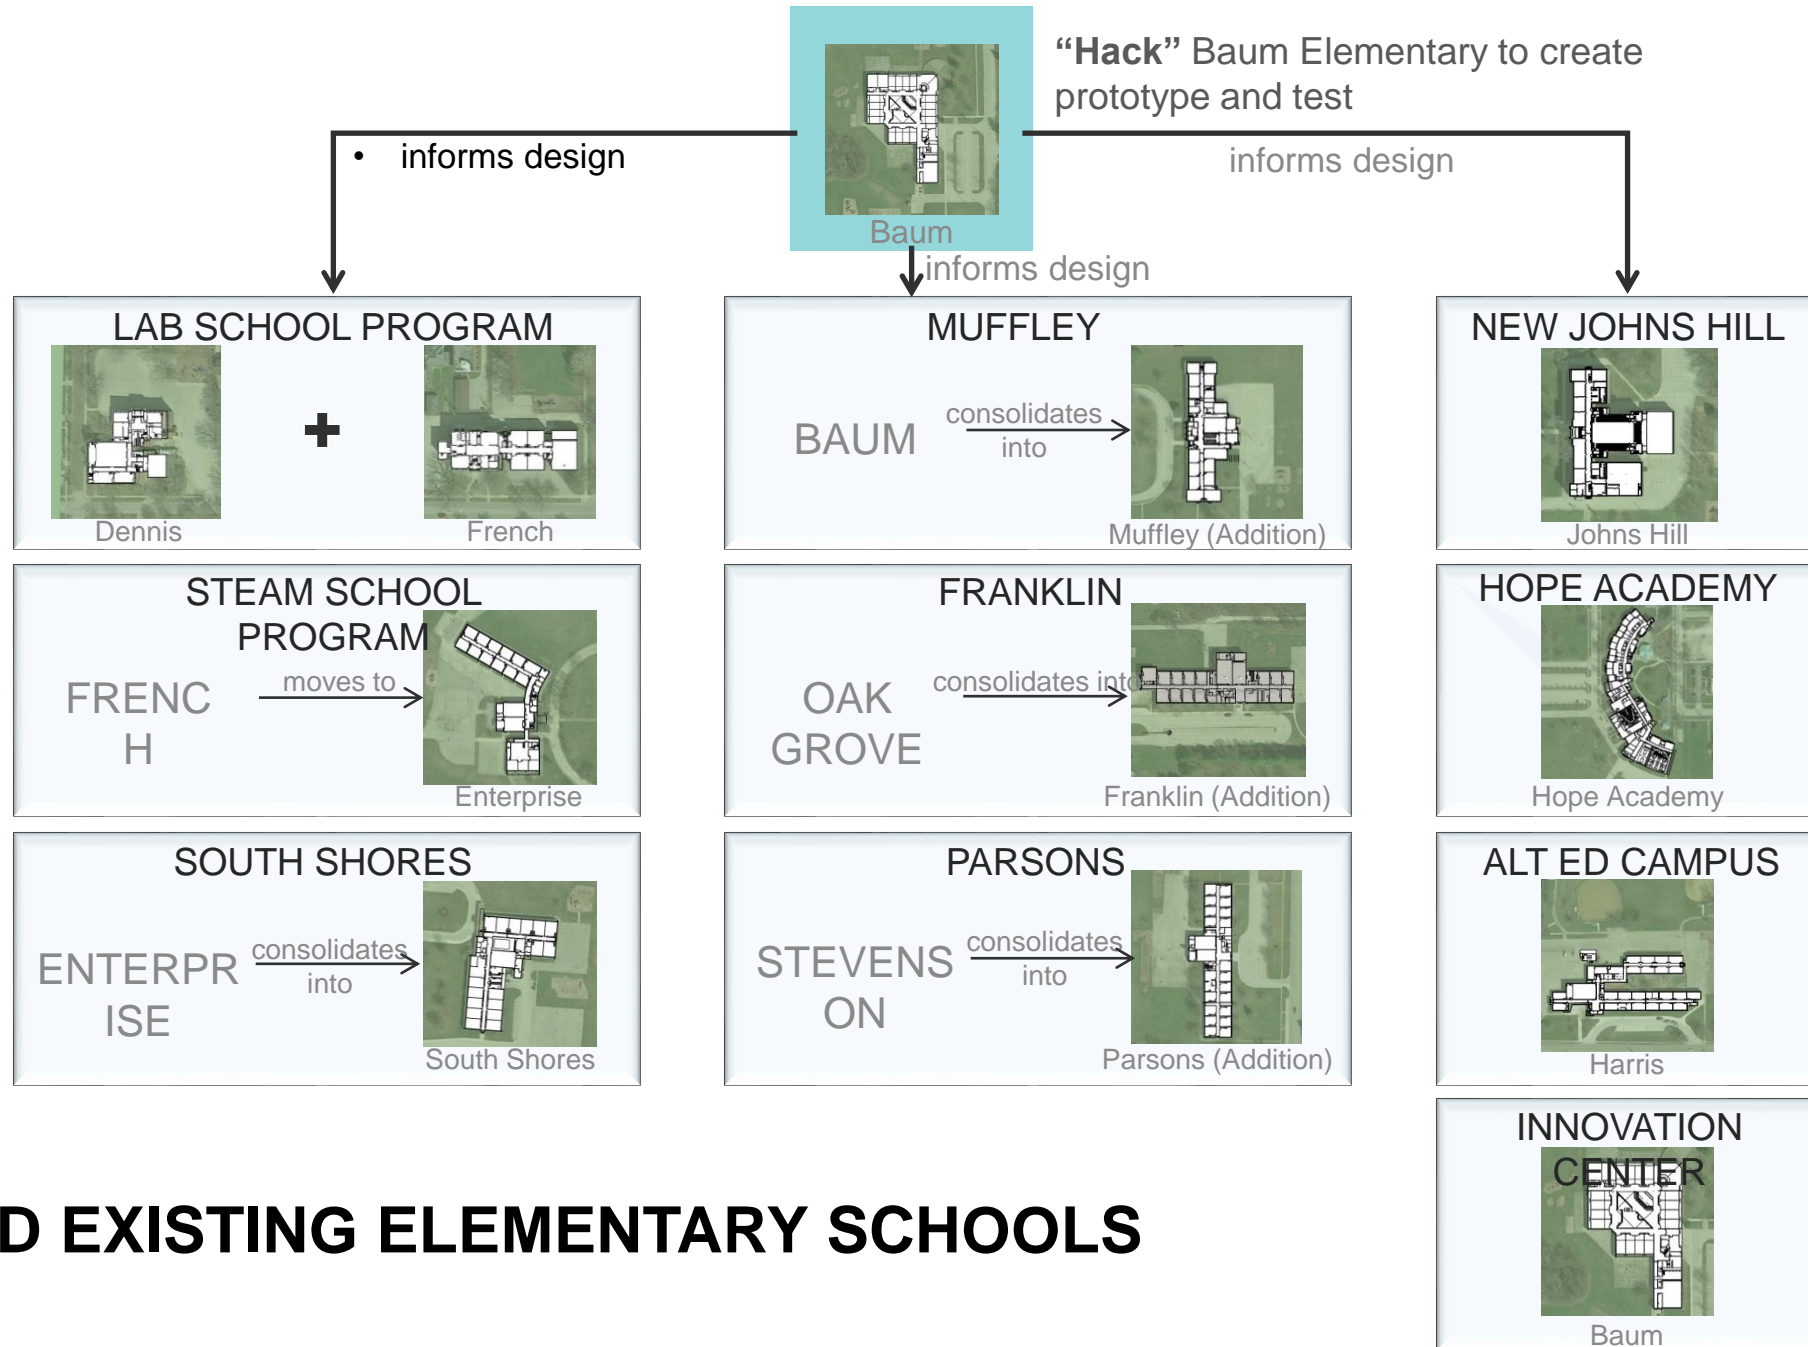 “Hack” Baum Elementary to create
prototype and test
• informs design
informs design
Baum
informs design
LAB SCHOOL PROGRAM
Dennis
French
MUFFLEY
BAUM
consolidates
into
Muffley (Addition)
NEW JOHNS HILL
Johns Hill
STEAM SCHOOL
PROGRAM
FRENC
H
moves to
Enterprise
FRANKLIN
OAK
GROVE
consolidates into
Franklin (Addition)
HOPE ACADEMY
Hope Academy
SOUTH SHORES
ENTERPR
ISE
consolidates
into
South Shores
PARSONS
STEVENS
ON
consolidates
into
Parsons (Addition)
ALT ED CAMPUS
Harris
INNOVATION
CENTER
Baum
D EXISTING ELEMENTARY SCHOOLS